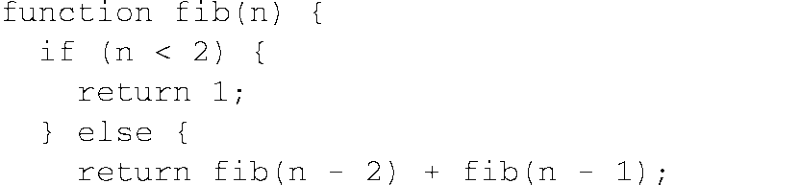 function fib(n) {
  if (n < 2) {
    return 1;
  } else {
    return fib(n - 2) + fib(n - 1);